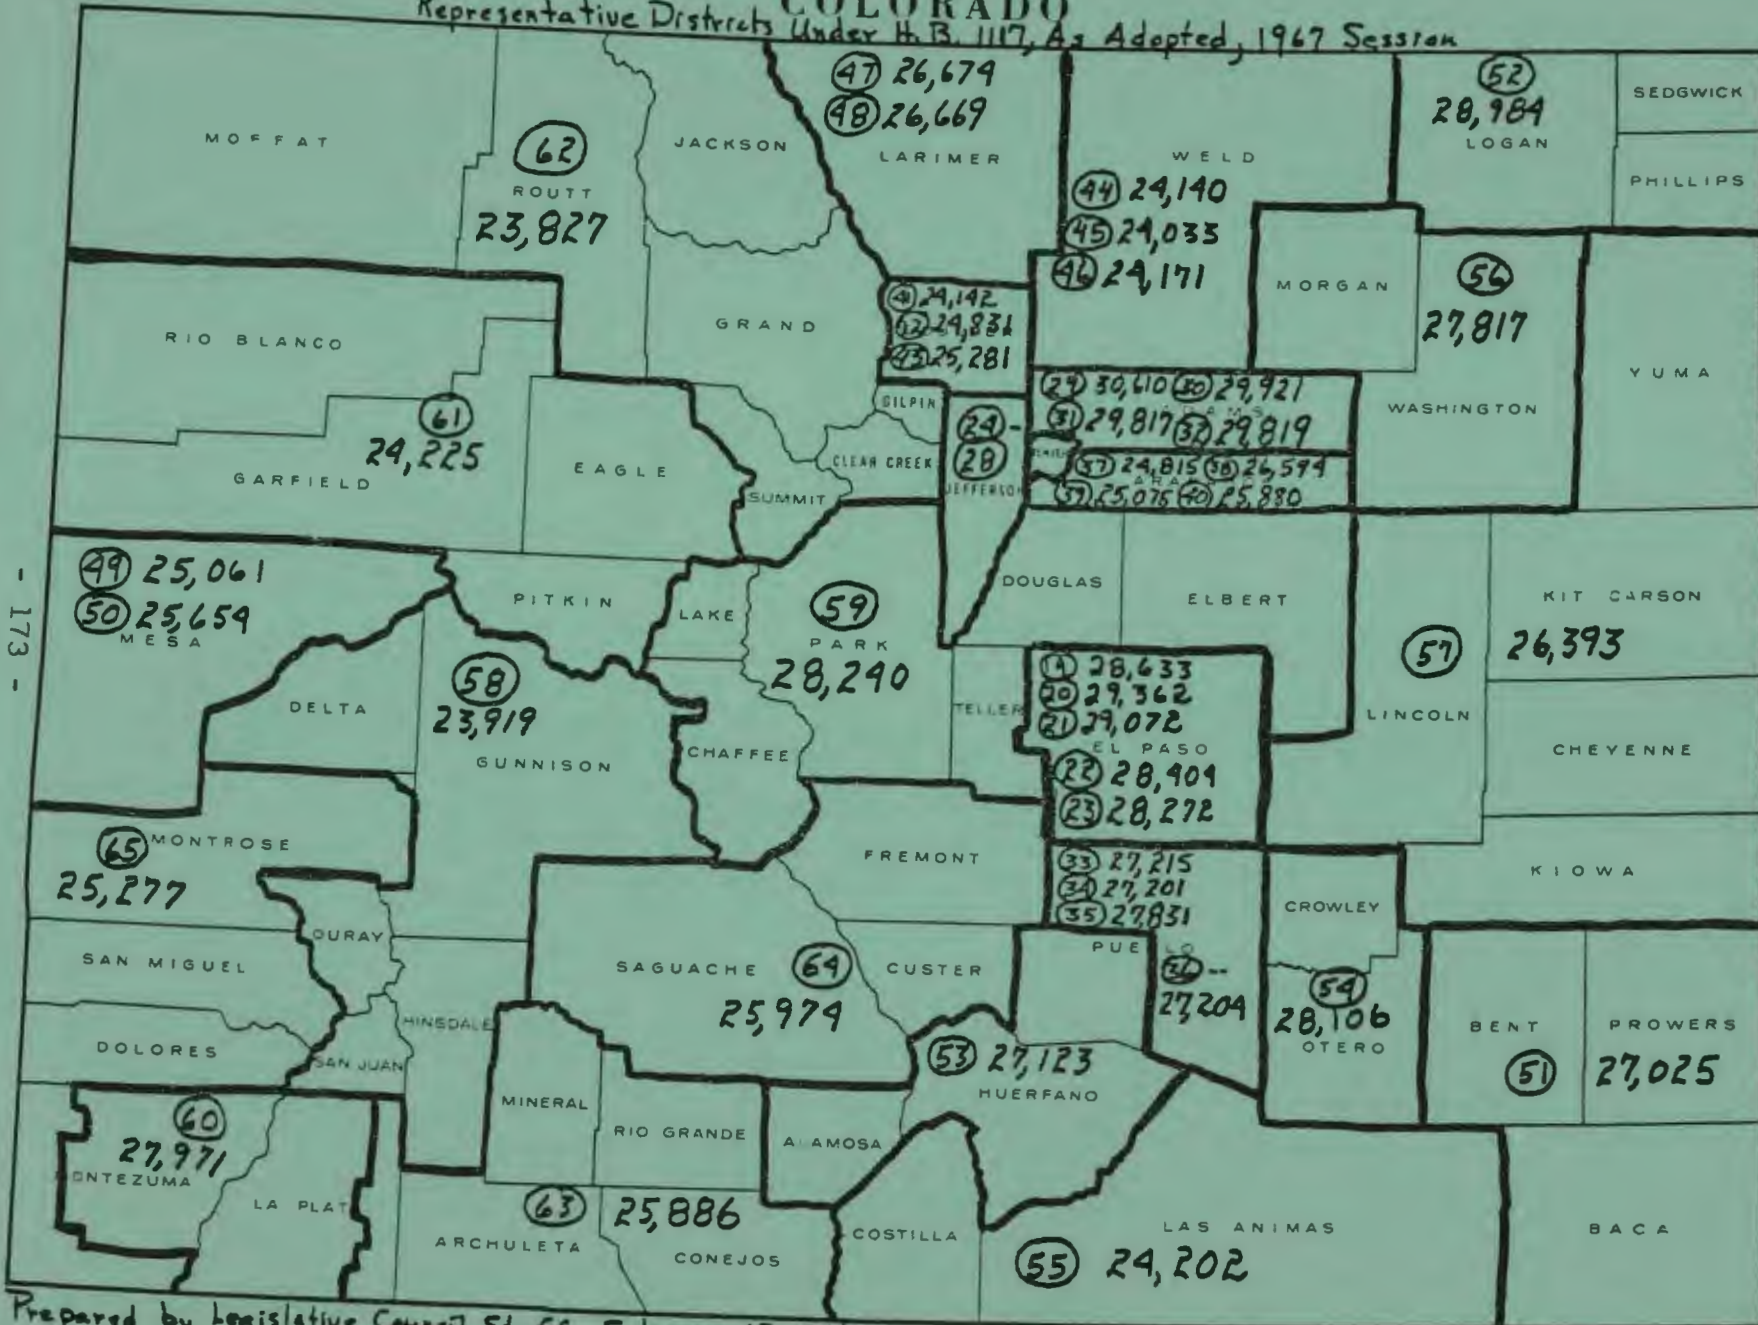 COLORADO
Representative Districts Under H. B. 1117, As Adopted, 1967 Session
MOFFAT
62
ROUTT
23,827
JACKSON
47 26,674
48 26,669
LARIMER
WELD
44 24,140
45 24,033
46 24,171
52
28,984
LOGAN
SEDGWICK
PHILLIPS
RIO BLANCO
GRAND
41 24,142
42 24,831
43 25,281
MORGAN
56
27,817
WASHINGTON
YUMA
61
24,225
GARFIELD
EAGLE
SUMMIT
GILPIN
CLEAR CREEK
24 -
28
JEFFERSON
29 30,610 30 29,921
31 29,817 32 29,819
37 24,815 38 26,594
39 25,075 40 25,880
- 173 -
49 25,061
50 25,654
MESA
PITKIN
LAKE
59
PARK
28,240
DOUGLAS
ELBERT
57
LINCOLN
KIT CARSON
26,393
DELTA
58
23,919
GUNNISON
CHAFFEE
TELLER
19 28,633
20 29,362
21 29,072
EL PASO
22 28,404
23 28,272
CHEYENNE
65 MONTROSE
25,277
FREMONT
33 27,215
34 27,201
35 27,831
PUEBLO
36 --
27,204
CROWLEY
KIOWA
OURAY
SAN MIGUEL
SAGUACHE 64
25,974
CUSTER
54
28,106
OTERO
BENT
51
PROWERS
27,025
DOLORES
SAN JUAN
HINSDALE
MINERAL
RIO GRANDE
ALAMOSA
53 27,123
HUERFANO
60
27,971
MONTEZUMA
LA PLAT
ARCHULETA
63 25,886
CONEJOS
COSTILLA
55 24,202
LAS ANIMAS
BACA
Prepared by Legislative Council